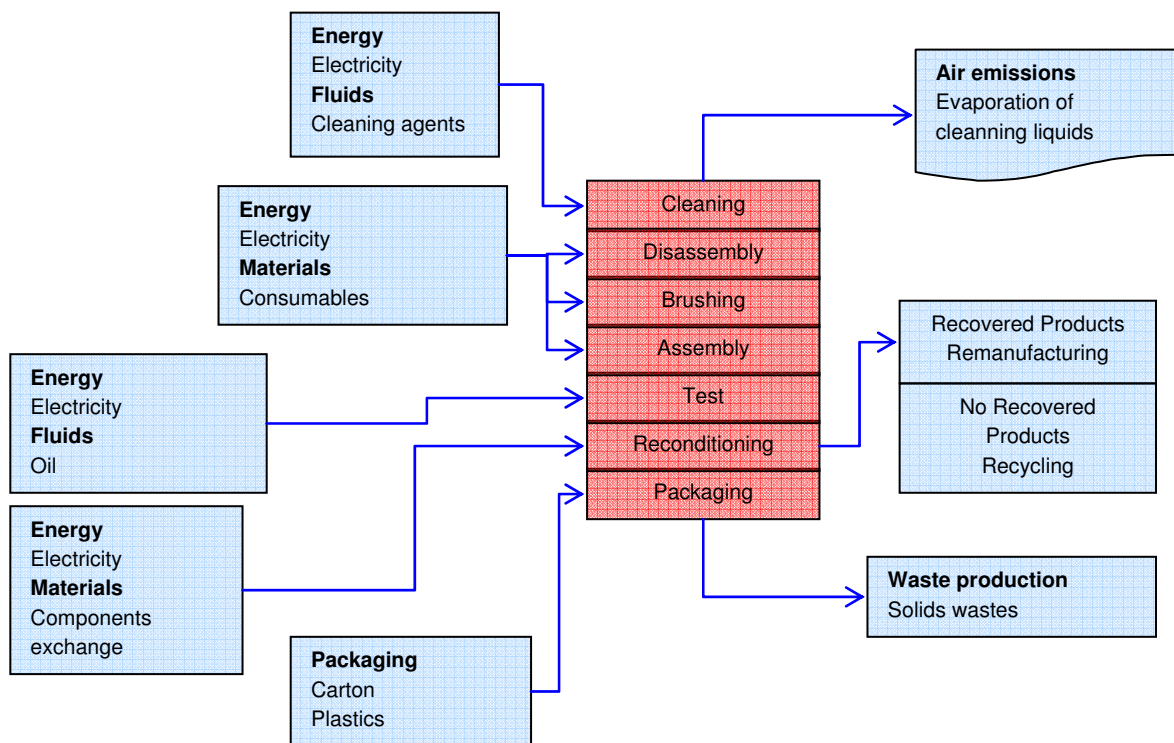 Energy
Electricity
Fluids
Cleaning agents
Air emissions
Evaporation of
cleanning liquids
Energy
Electricity
Materials
Consumables
Cleaning
Disassembly
Brushing
Assembly
Test
Reconditioning
Packaging
Recovered Products
Remanufacturing
No Recovered
Products
Recycling
Energy
Electricity
Fluids
Oil
Energy
Electricity
Materials
Components
exchange
Waste production
Solids wastes
Packaging
Carton
Plastics